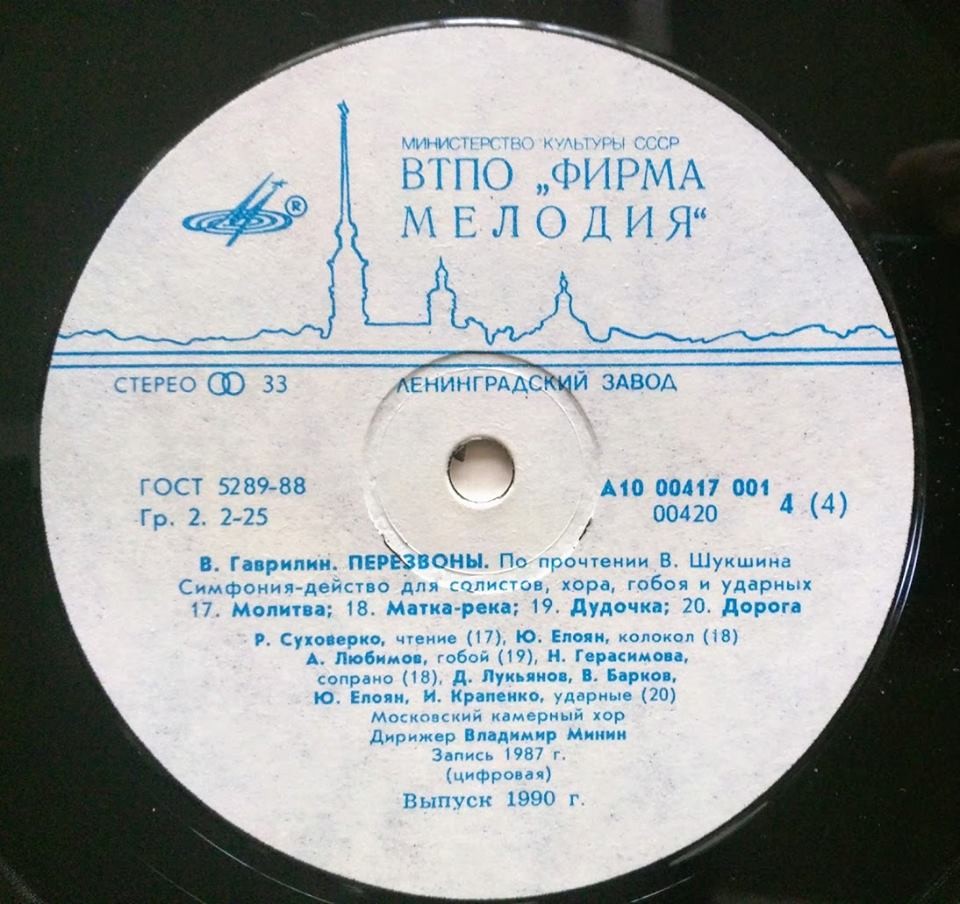 МИНИСТЕРСТВО КУЛЬТУРЫ СССР
ВТПО „ФИРМА
МЕЛОДИЯ“
®
СТЕРЕО 33
ЛЕНИНГРАДСКИЙ ЗАВОД
ГОСТ 5289-88
Гр. 2. 2-25
А10 00417 001
00420
4 (4)
В. Гаврилин. ПЕРЕЗВОНЫ. По прочтении В. Шукшина
Симфония-действо для солистов, хора, гобоя и ударных
17. Молитва; 18. Матка-река; 19. Дудочка; 20. Дорога
Р. Суховерко, чтение (17), Ю. Елоян, колокол (18)
А. Любимов, гобой (19), Н. Герасимова,
сопрано (18), Д. Лукьянов, В. Барков,
Ю. Елоян, И. Крапенко, ударные (20)
Московский камерный хор
Дирижер Владимир Минин
Запись 1987 г.
(цифровая)
Выпуск 1990 г.